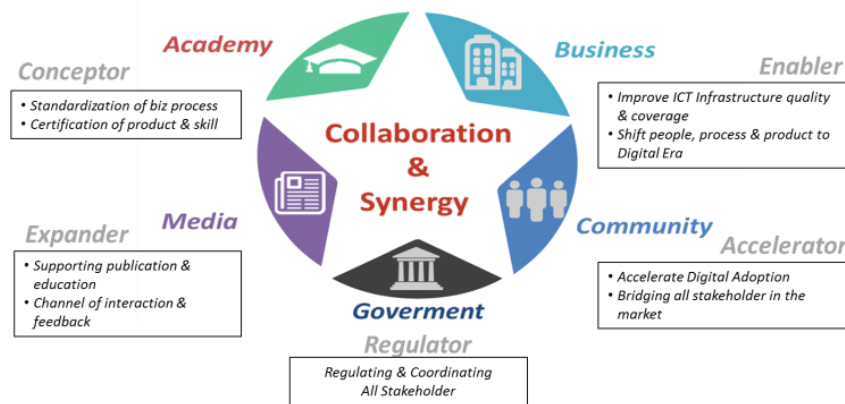 Academy
Conceptor
• Standardization of biz process
• Certification of product & skill
Business
Enabler
• Improve ICT Infrastructure quality
& coverage
• Shift people, process & product to
Digital Era
Collaboration
&
Synergy
Media
Expander
• Supporting publication &
education
• Channel of interaction &
feedback
Community
Accelerator
• Accelerate Digital Adoption
• Bridging all stakeholder in the
market
Goverment
Regulator
Regulating & Coordinating
All Stakeholder